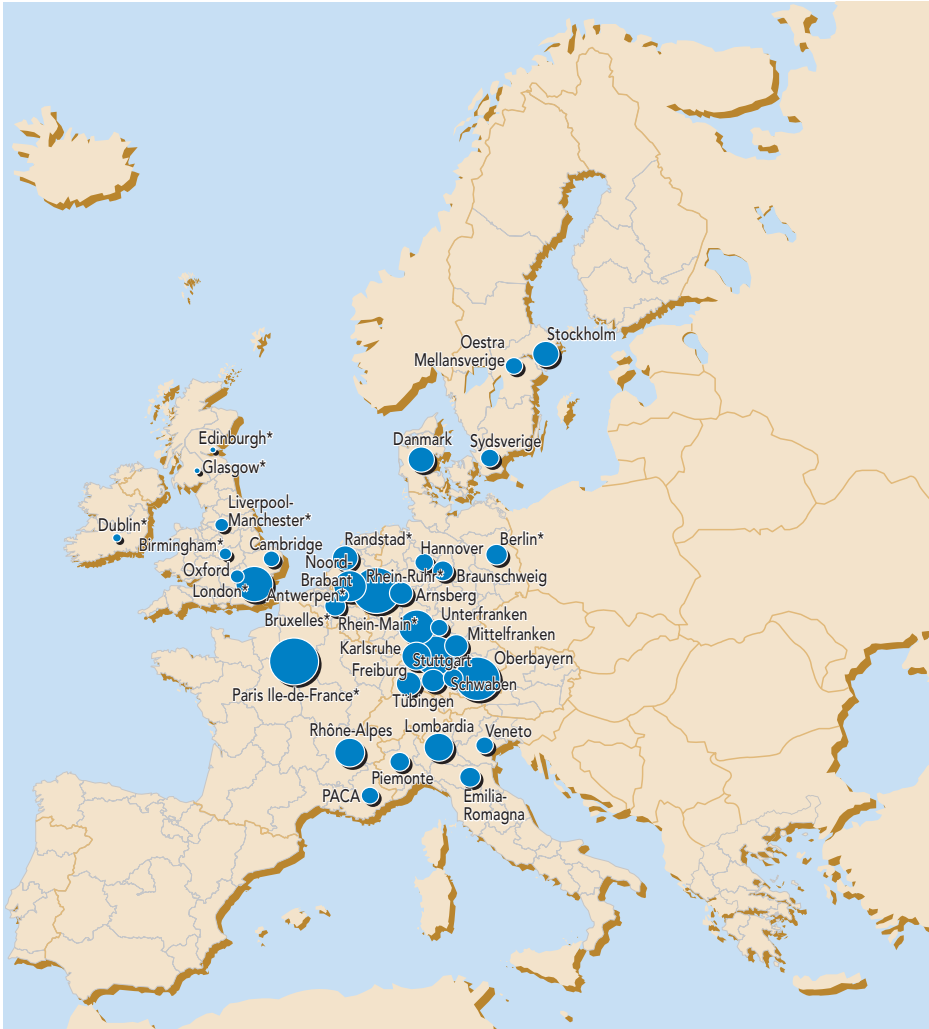 Stockholm
Oestra
Mellansverige
Edinburgh*
Danmark
Sydsverige
Glasgow*
Liverpool-
Manchester*
Dublin*
Birmingham*
Cambridge
Randstad*
Hannover
Berlin*
Oxford
Noord-
Brabant
Rhein-Ruhr*
Braunschweig
London*
Antwerpen*
Arnsberg
Bruxelles*
Rhein-Main*
Unterfranken
Mittelfranken
Karlsruhe
Stuttgart
Oberbayern
Freiburg
Schwaben
Paris Ile-de-France*
Tübingen
Rhône-Alpes
Lombardia
Veneto
Piemonte
PACA
Emilia-
Romagna